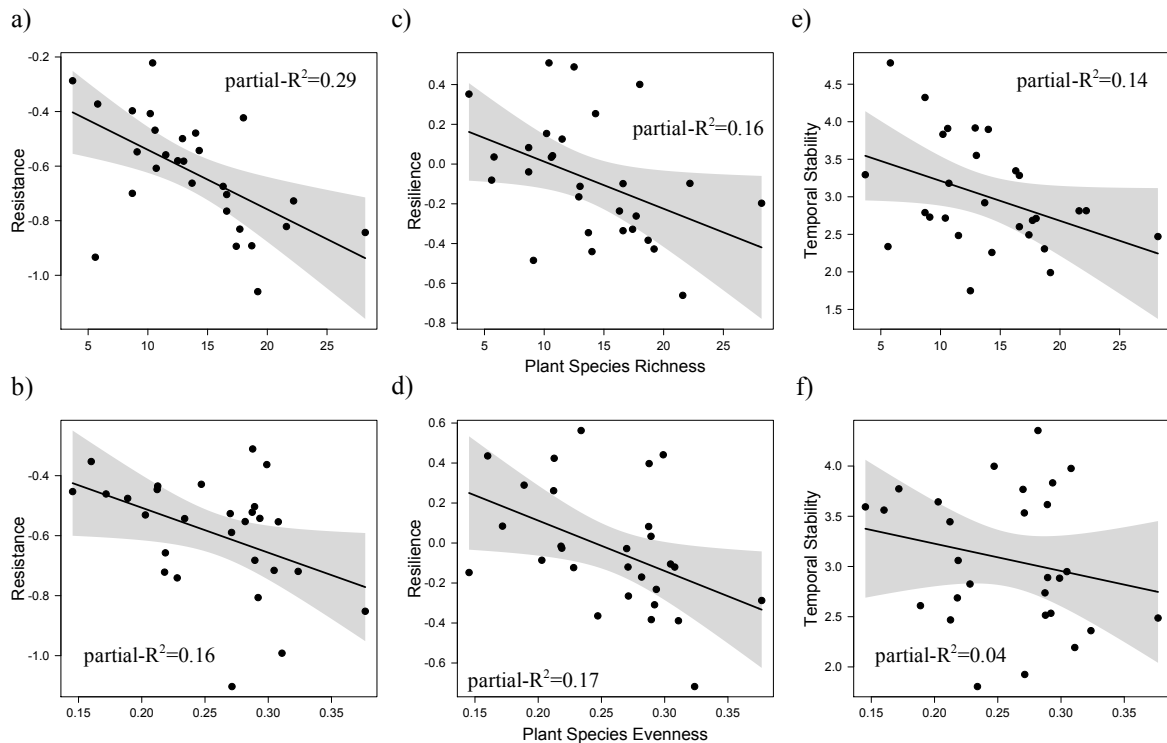 a)
c)
e)
-0.2
-0.4
-0.6
-0.8
-1.0
Resistance
partial-R²=0.29
5 10 15 20 25
0.4
0.0
-0.4
-0.8
Resilience
partial-R²=0.16
5 10 15 20 25
Plant Species Richness
4.5
4.0
3.5
3.0
2.5
2.0
1.5
Temporal Stability
partial-R²=0.14
5 10 15 20 25
b)
d)
f)
-0.4
-0.6
-0.8
-1.0
Resistance
partial-R²=0.16
0.15 0.20 0.25 0.30 0.35
0.6
0.4
0.2
0.0
-0.2
-0.4
-0.6
Resilience
partial-R²=0.17
0.15 0.20 0.25 0.30 0.35
Plant Species Evenness
4.0
3.5
3.0
2.5
2.0
Temporal Stability
partial-R²=0.04
0.15 0.20 0.25 0.30 0.35